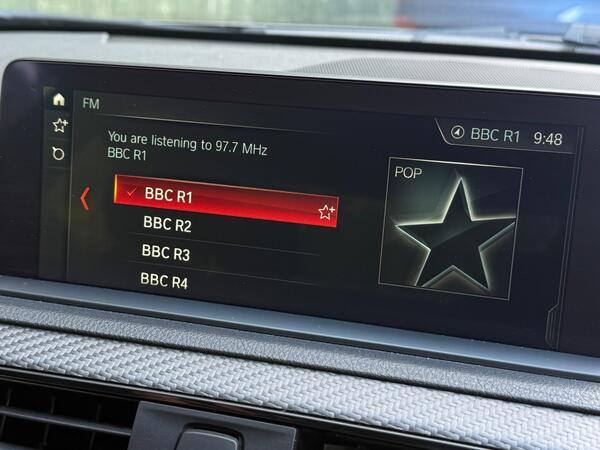 FM
BBC R1 9:48
You are listening to 97.7 MHz
BBC R1
BBC R1
BBC R2
BBC R3
BBC R4
POP